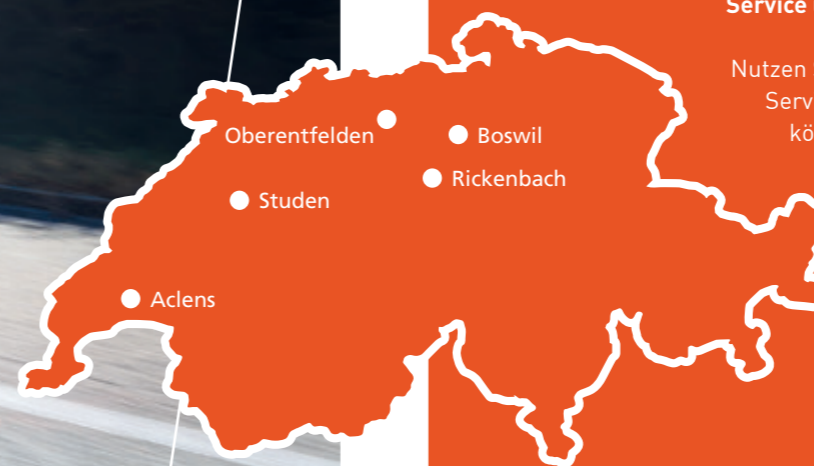 Service
Nutzen
Serv
kö
Oberentfelden
Boswil
Rickenbach
Studen
Aclens